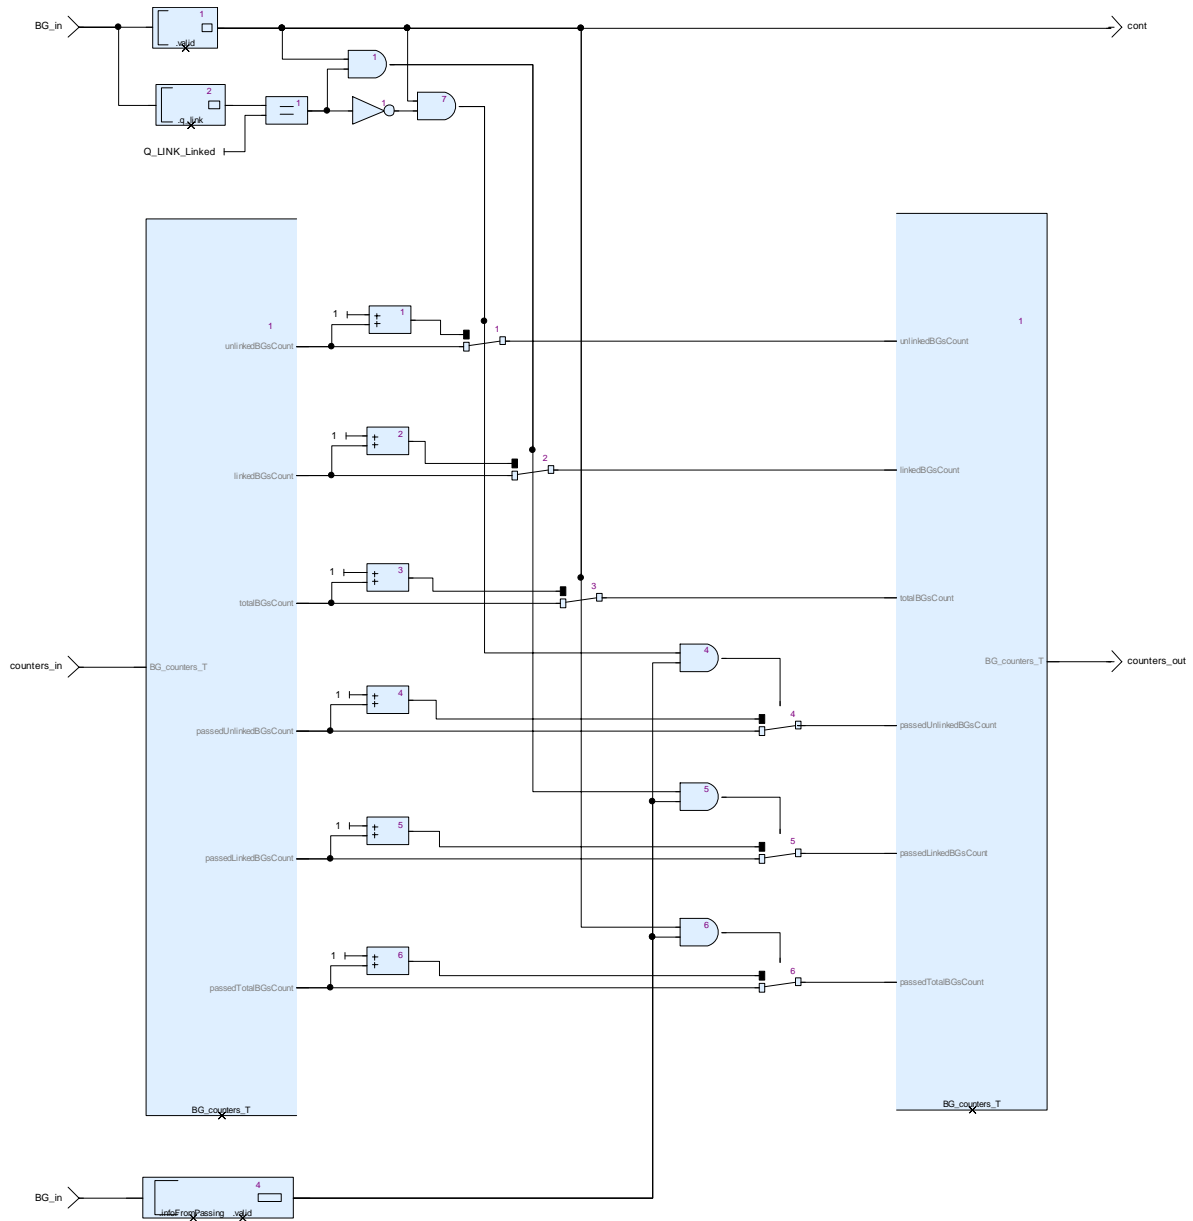 BG_in
1
.valid
cont
1
2
.q_link
1
1
7
Q_LINK_Linked
1
unlinkedBGsCount
1
+
+
1
1
1
unlinkedBGsCount
linkedBGsCount
1
+
+
2
2
linkedBGsCount
totalBGsCount
1
+
+
3
3
totalBGsCount
counters_in
BG_counters_T
4
BG_counters_T
counters_out
passedUnlinkedBGsCount
1
+
+
4
4
passedUnlinkedBGsCount
5
passedLinkedBGsCount
1
+
+
5
5
passedLinkedBGsCount
6
passedTotalBGsCount
1
+
+
6
6
passedTotalBGsCount
BG_counters_T
BG_counters_T
BG_in
4
.infoFromPassing .valid